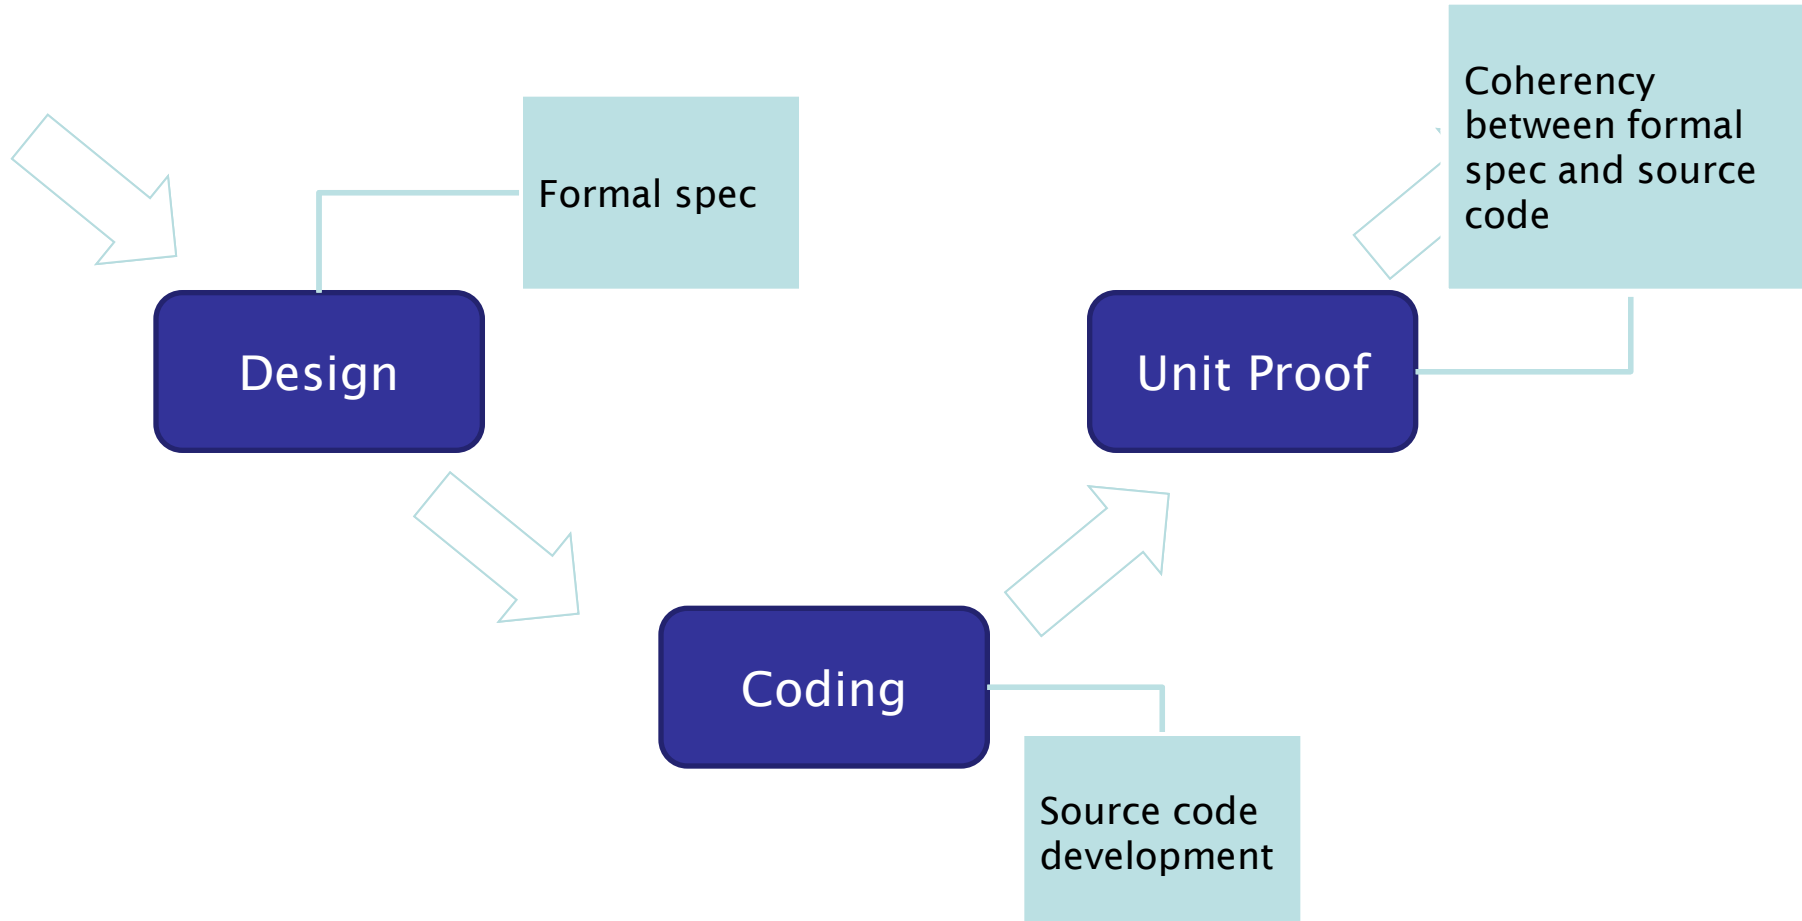 Formal spec
Design
Coding
Source code
development
Unit Proof
Coherency
between formal
spec and source
code